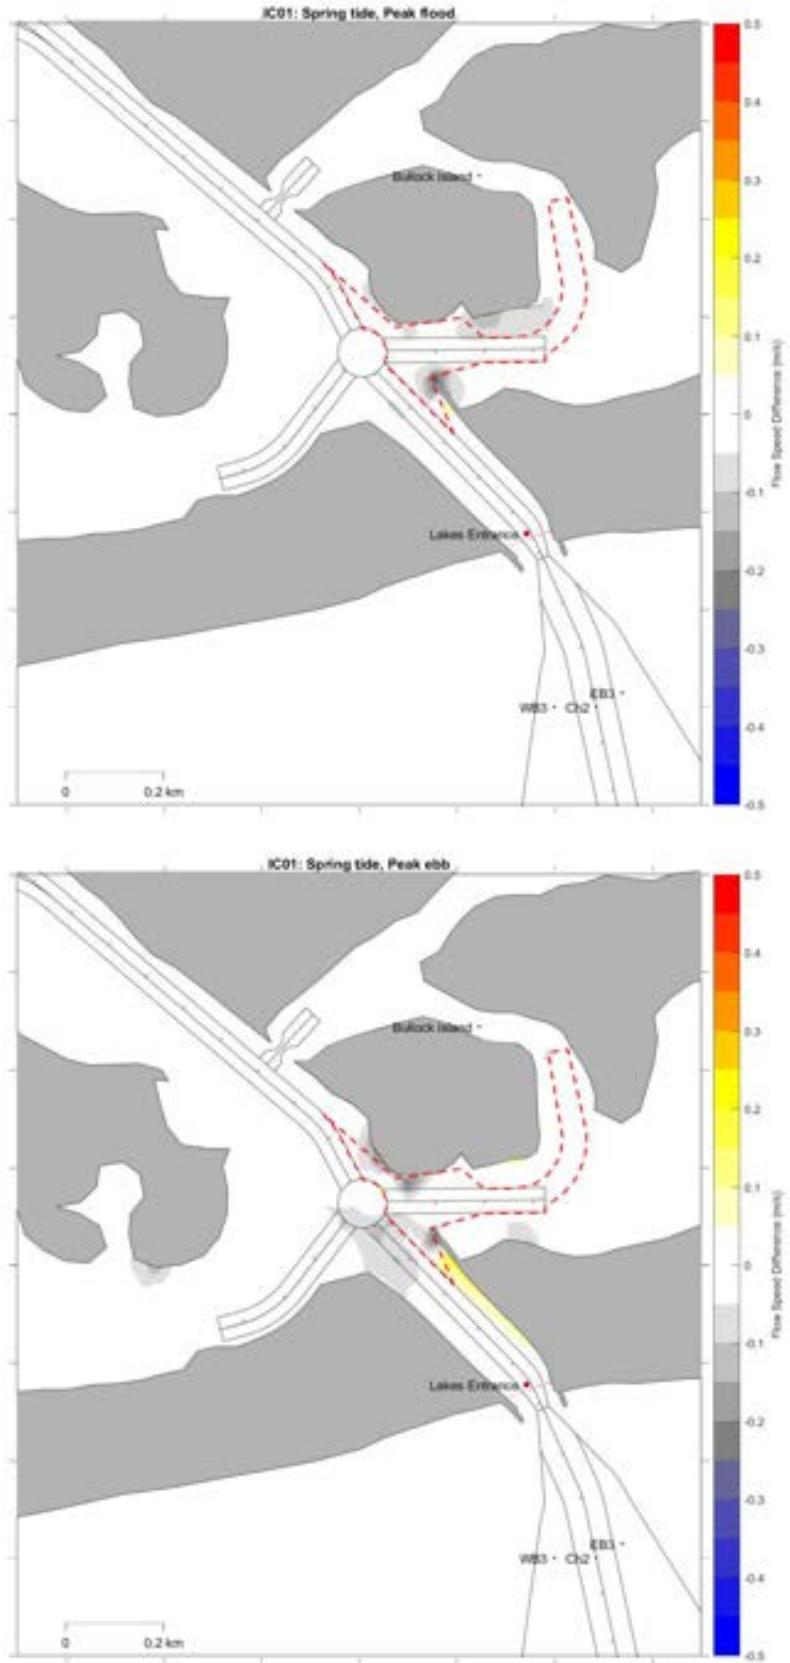 IC01: Spring tide, Peak flood
0.5
0.4
0.3
0.2
0.1
0
-0.1
-0.2
-0.3
-0.4
-0.5
Flow Speed Difference (m/s)
Bullock Island
Lakes Entrance
EB3
WB3 Ch2
0 0.2 km
IC01: Spring tide, Peak ebb
0.5
0.4
0.3
0.2
0.1
0
-0.1
-0.2
-0.3
-0.4
-0.5
Flow Speed Difference (m/s)
Bullock Island
Lakes Entrance
EB3
WB3 Ch2
0 0.2 km